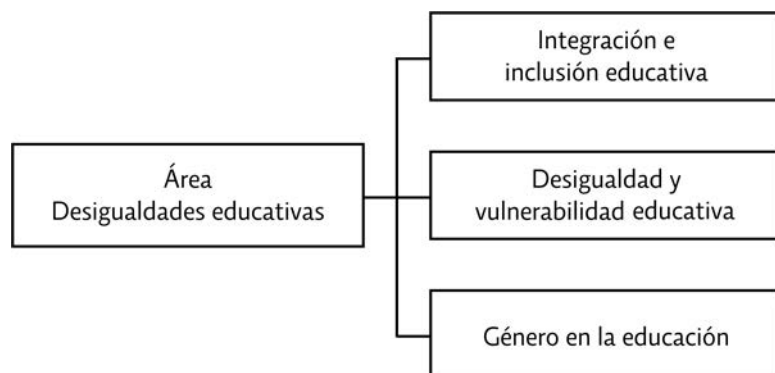 Integración e
inclusión educativa
Área
Desigualdades educativas
Desigualdad y
vulnerabilidad educativa
Género en la educación